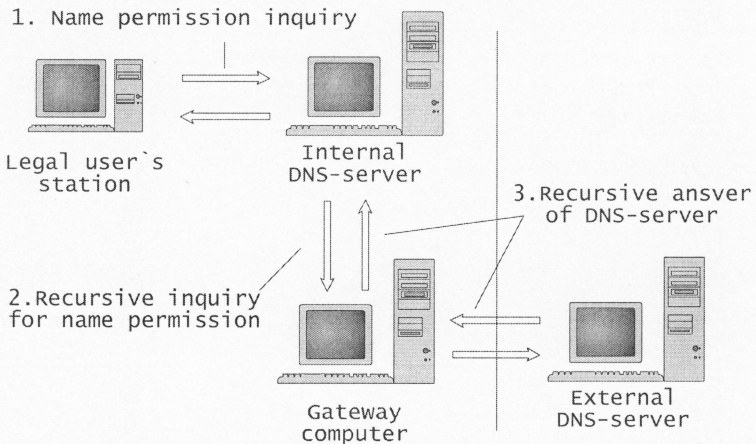 1. Name permission inquiry
Legal user`s
station
Internal
DNS-server
3.Recursive ansver
of DNS-server
2.Recursive inquiry
for name permission
Gateway
computer
External
DNS-server